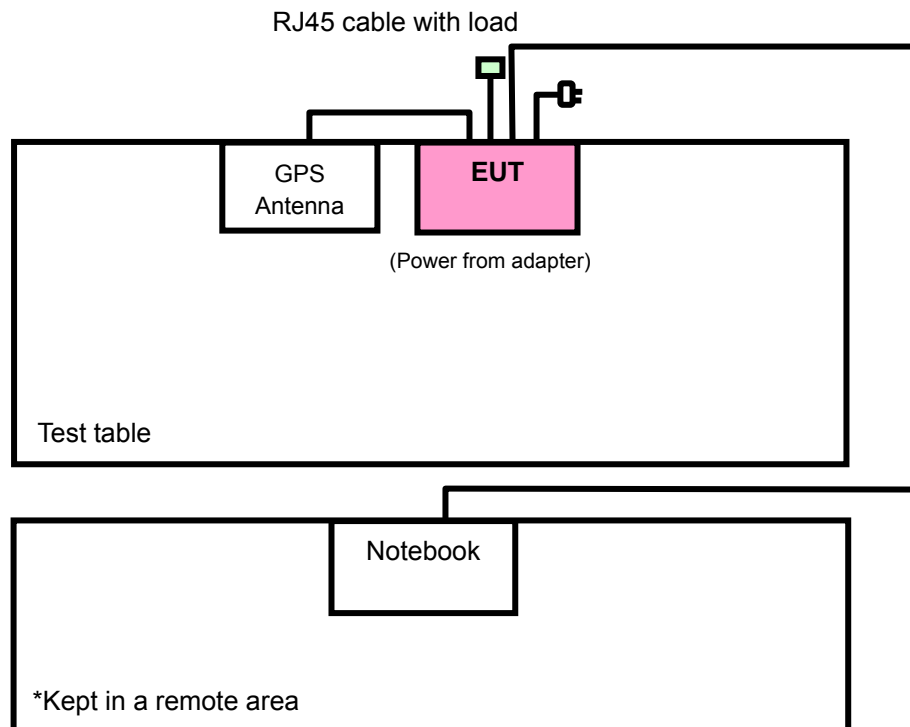 RJ45 cable with load
GPS
Antenna
EUT
(Power from adapter)
Test table
Notebook
*Kept in a remote area